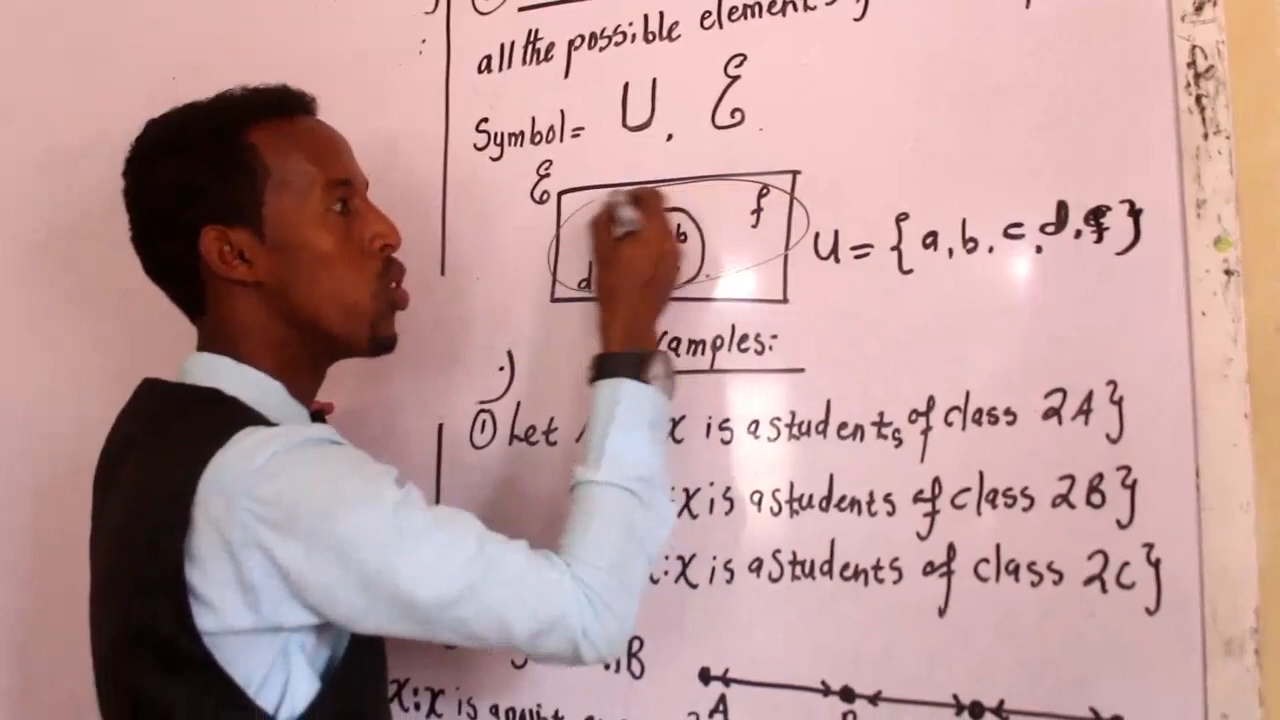 all the possible elements
Symbol= U, ℰ
ℰ
f
b
d
U = {a,b,c,d,f}
amples:
① Let x is a students of class 2A}
:x is a students of class 2B}
:x is a students of class 2C}
,B
x:x is a
A